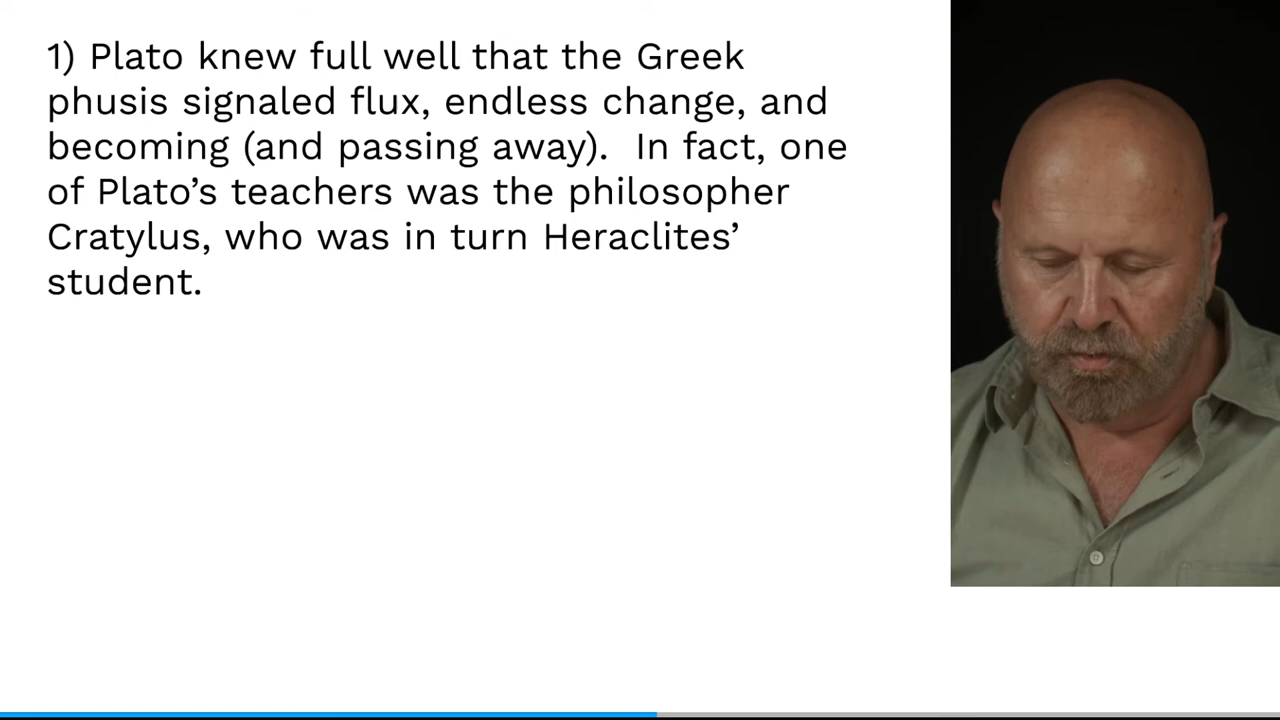 1) Plato knew full well that the Greek
phusis signaled flux, endless change, and
becoming (and passing away).  In fact, one
of Plato’s teachers was the philosopher
Cratylus, who was in turn Heraclites’
student.